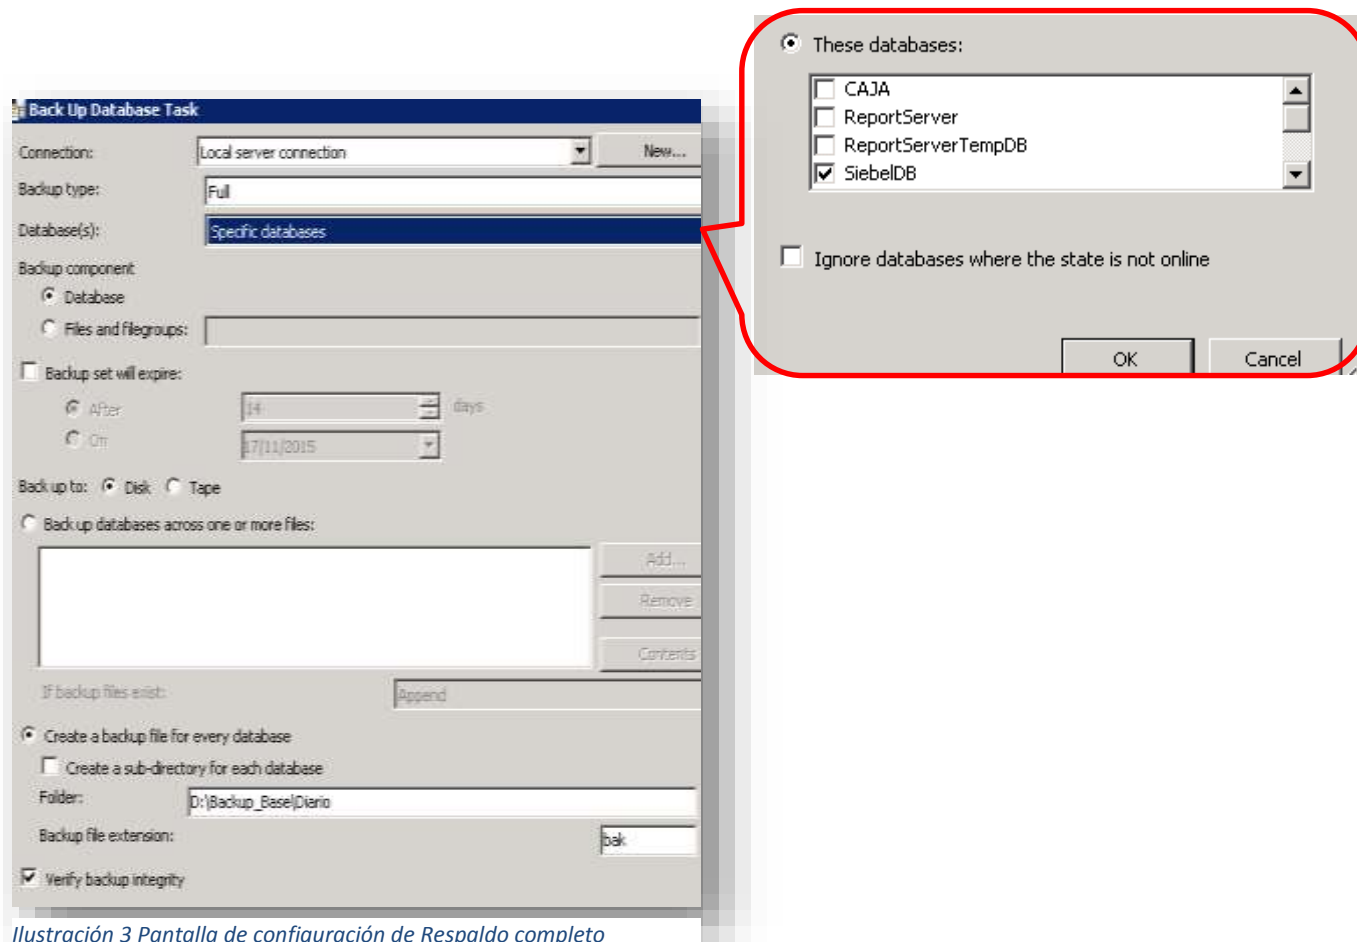 These databases:
CAJA
ReportServer
ReportServerTempDB
SiebelDB
Ignore databases where the state is not online
OK Cancel
Back Up Database Task
Connection: Local server connection New...
Backup type: Full
Database(s): Specific databases
Backup component
Database
Files and filegroups:
Backup set will expire:
After 14 days
On 17/11/2015
Back up to: Disk Tape
Back up databases across one or more files:
Add...
Remove
Contents
If backup files exist: Append
Create a backup file for every database
Create a sub-directory for each database
Folder: D:\Backup_Base\Diario
Backup file extension: bak
Verify backup integrity
Ilustración 3 Pantalla de configuración de Respaldo completo